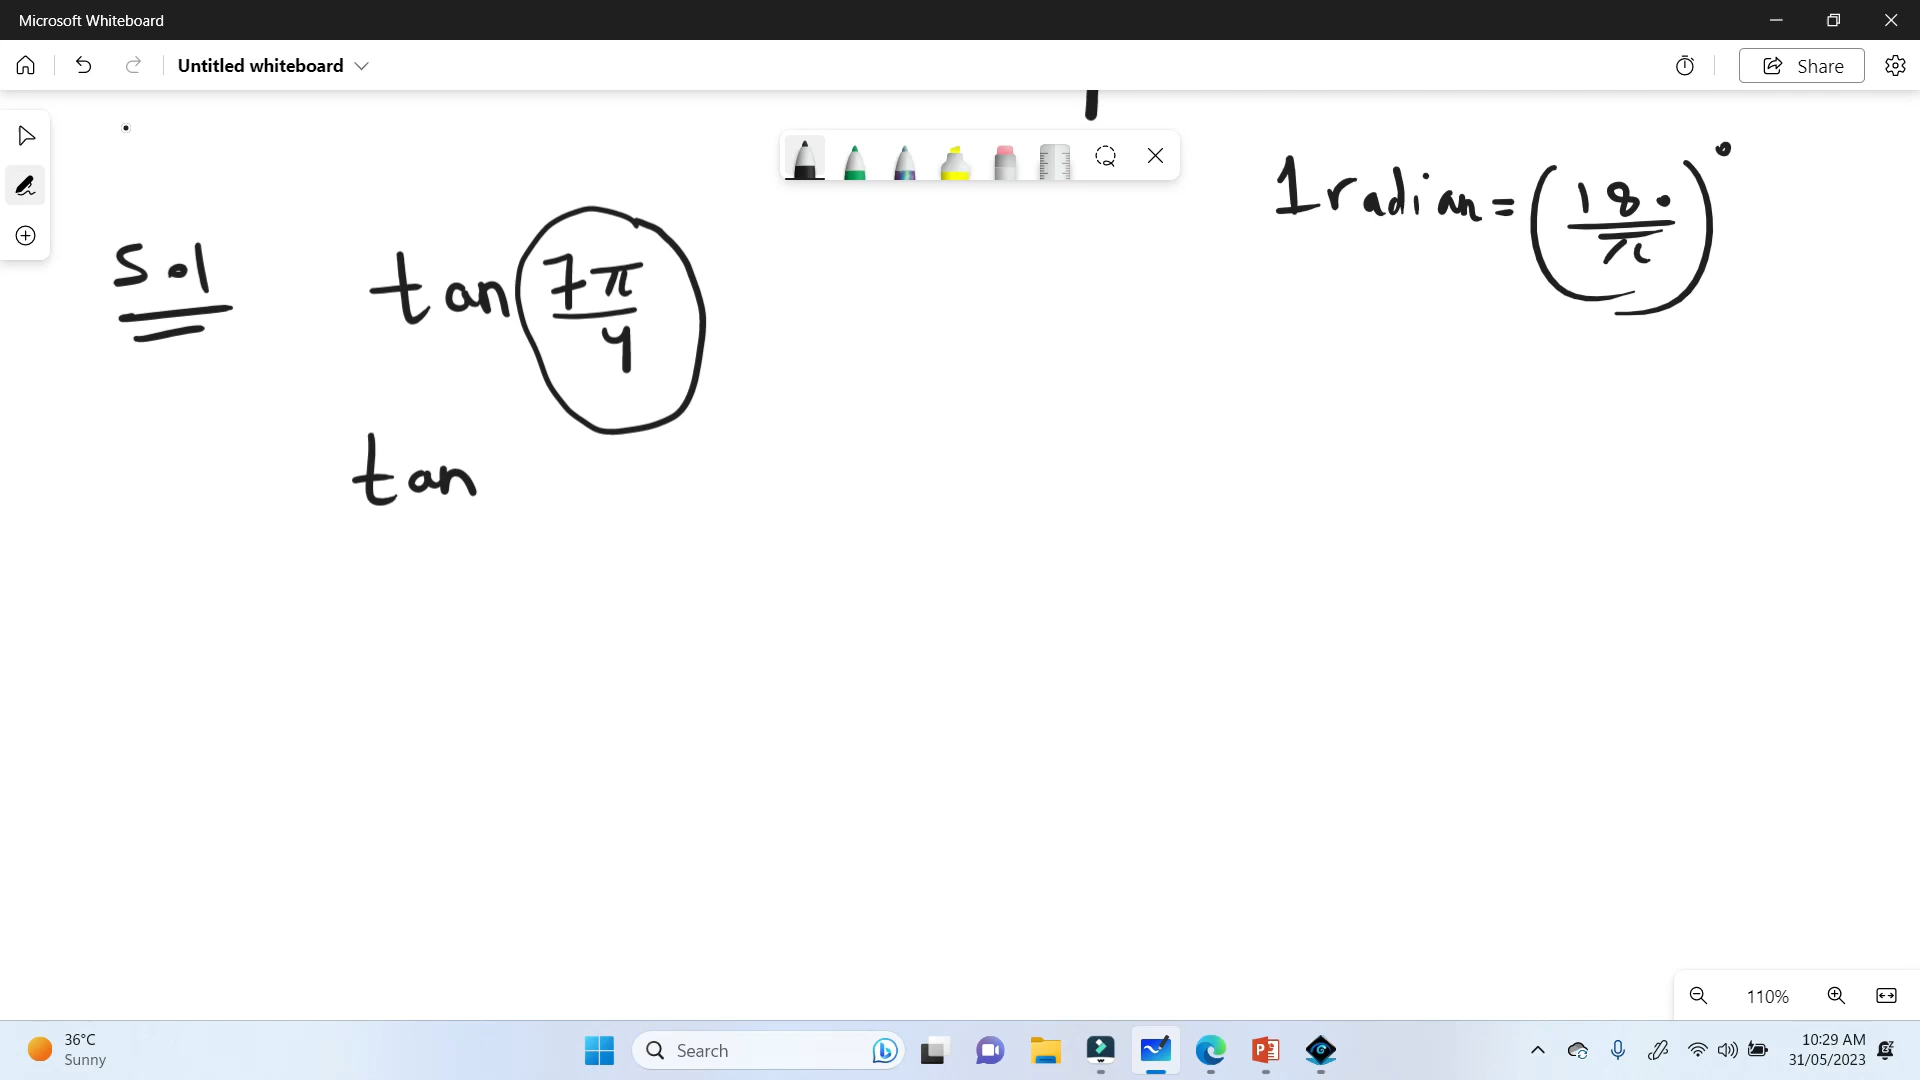 Microsoft Whiteboard
Untitled whiteboard
Share
1 radian = (180/π)°
Sol tan 7π/4
tan
110%
36°C
Sunny
Search
10:29 AM
31/05/2023